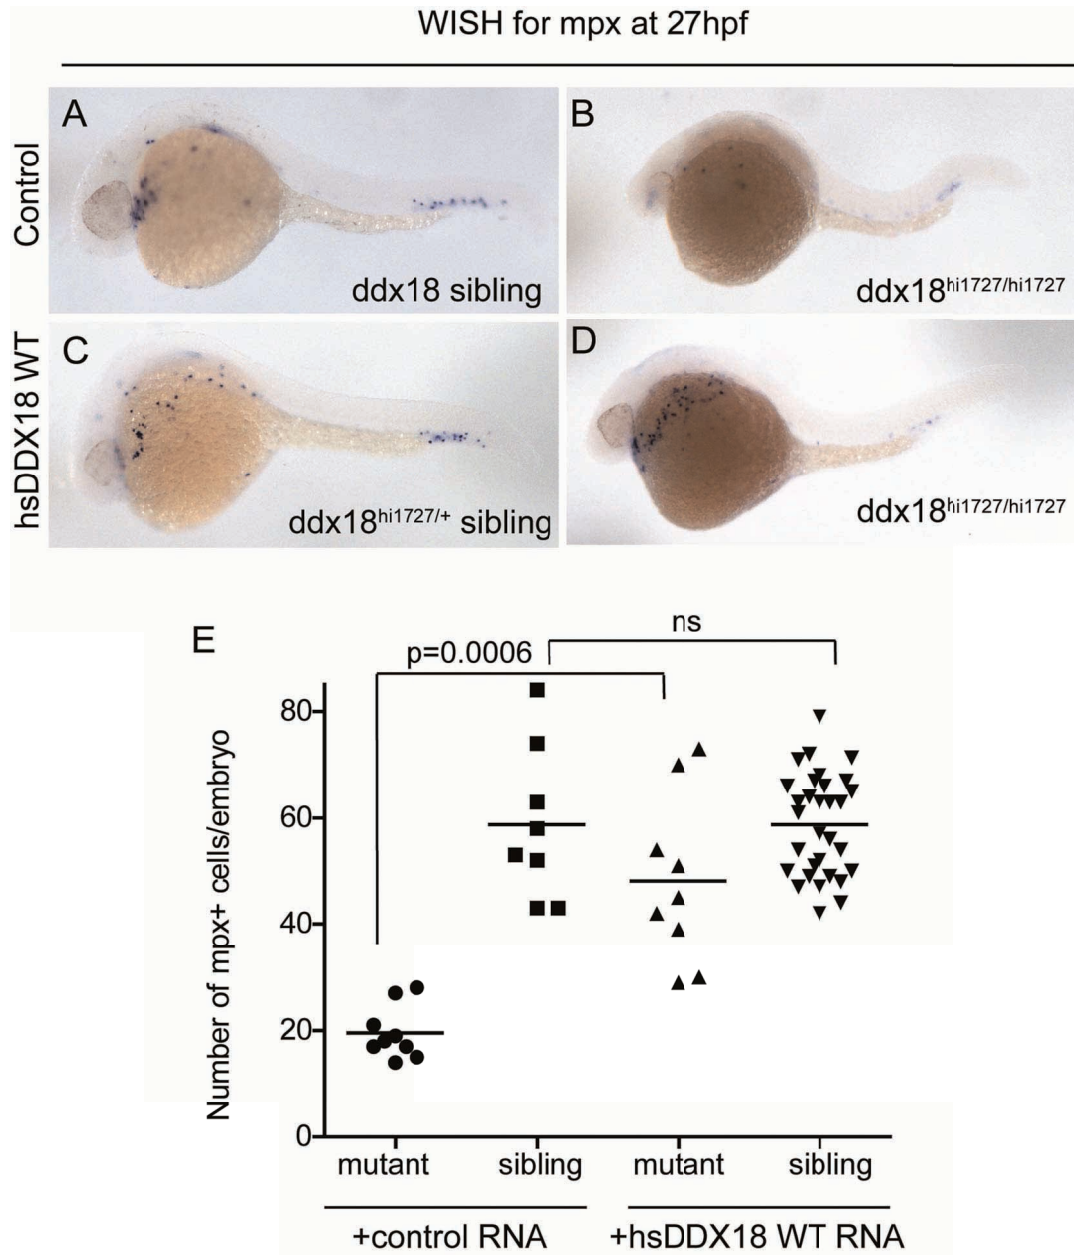 WISH for mpx at 27hpf
Control
A
ddx18 sibling
B
ddx18hi1727/hi1727
hsDDX18 WT
C
ddx18hi1727/+ sibling
D
ddx18hi1727/hi1727
E
ns
p=0.0006
Number of mpx+ cells/embryo
80
60
40
20
0
mutant sibling mutant sibling
+control RNA +hsDDX18 WT RNA